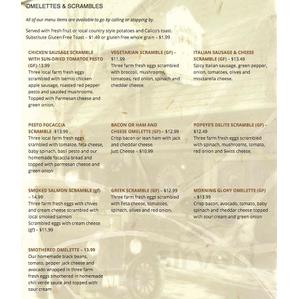 OMELETTES & SCRAMBLES
All of our menu items are available to go by calling or stopping by.
Served with fresh fruit or local country style potatoes and Calico's toast.
Substitute Gluten Free Toast - $1.49 or gluten free whole grain - $1.99
CHICKEN SAUSAGE SCRAMBLE
WITH SUN-DRIED TOMATO PESTO
(GF) -13.99
Three local farm fresh eggs
scrambled with
apple sausage, roasted red pepper
pesto and sautéed mushrooms.
Topped with Parmesan cheese and
green onion.
VEGETARIAN SCRAMBLE (GF) -
$11.99
Three farm fresh eggs scrambled
with broccoli, mushrooms,
tomatoes, red onion, spinach and
cheddar cheese
ITALIAN SAUSAGE & CHEESE
SCRAMBLE (GF) - $13.49
Spicy Italian sausage, green pepper,
onion, tomatoes, olives and
mozzarella cheese.
PESTO FOCACCIA
SCRAMBLE $13.99
Three local farm fresh eggs
scrambled with tomatoes, feta cheese,
baby spinach, basil pesto and our
homemade focaccia bread and
topped with parmesan cheese and
green onion
BACON OR HAM AND
CHEESE OMELETTE (GF) - $12.99
Crisp bacon or lean ham with jack
and cheddar cheese
Just Cheese - $10.99
POPEYE'S DELITE SCRAMBLE (GF) -
$12.49
Three farm fresh eggs scrambled
with spinach, mushrooms, tomato,
red onion and Swiss cheese.
SMOKED SALMON SCRAMBLE (gf)
- 14.99
Three farm fresh eggs with chives
and cream cheese scrambled with
local smoked salmon
Scrambled eggs with cream cheese
(gf) - $11.99
GREEK SCRAMBLE (GF) - $12.99
Three farm fresh eggs scrambled
with Feta cheese, tomatoes,
spinach, olives and red onion.
MORNING GLORY OMELETTE (GF)
- $13.99
Crisp bacon, avocado, tomato, baby
spinach and cheddar cheese topped
with sour cream and green onion
SMOTHERED OMELETTE - 13.99
Our homemade black beans,
tomato, pepper jack cheese and
avocado wrapped in three farm
fresh eggs smothered in homemade
chili verde sauce and topped with
sour cream